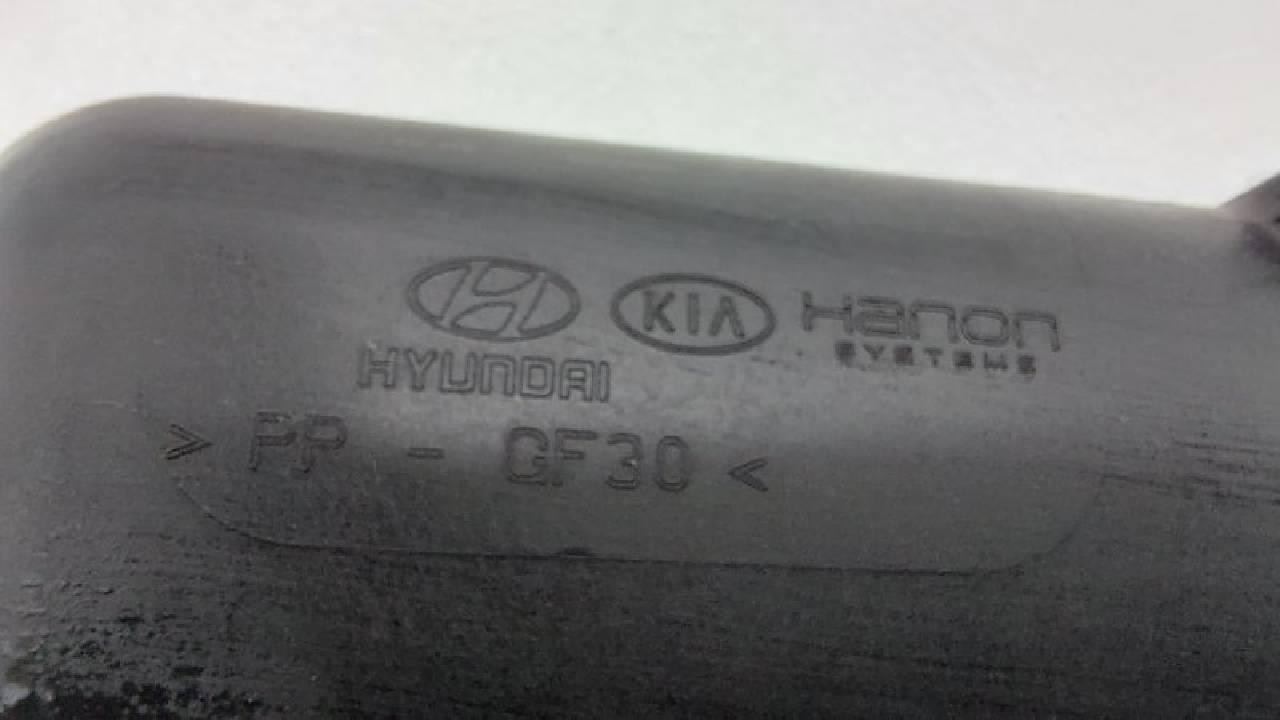 HYUNDAI
KIA
Hanon
SYSTEMS
> PP - GF30 <